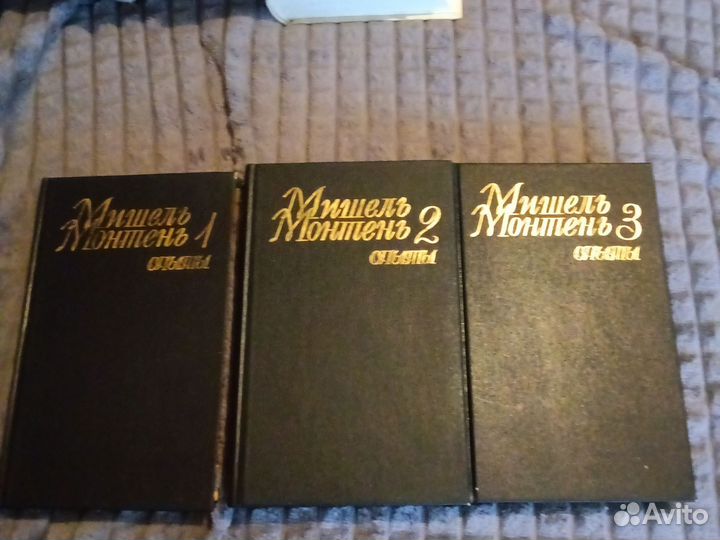 Мишель
Монтень 1
опыты
Мишель
Монтень 2
опыты
Мишель
Монтень 3
опыты
Avito